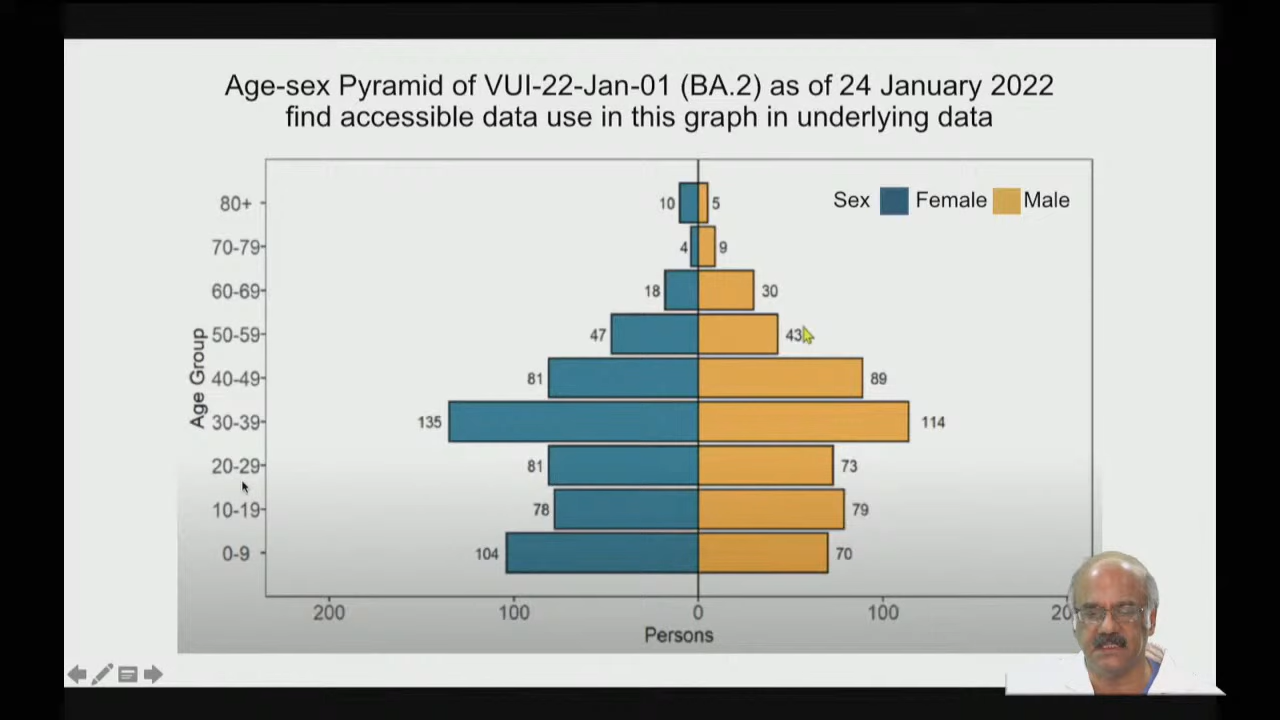 Age-sex Pyramid of VUI-22-Jan-01 (BA.2) as of 24 January 2022
find accessible data use in this graph in underlying data
Sex Female Male
Age Group
80+ 10 5
70-79 4 9
60-69 18 30
50-59 47 43
40-49 81 89
30-39 135 114
20-29 81 73
10-19 78 79
0-9 104 70
200 100 0 100
Persons